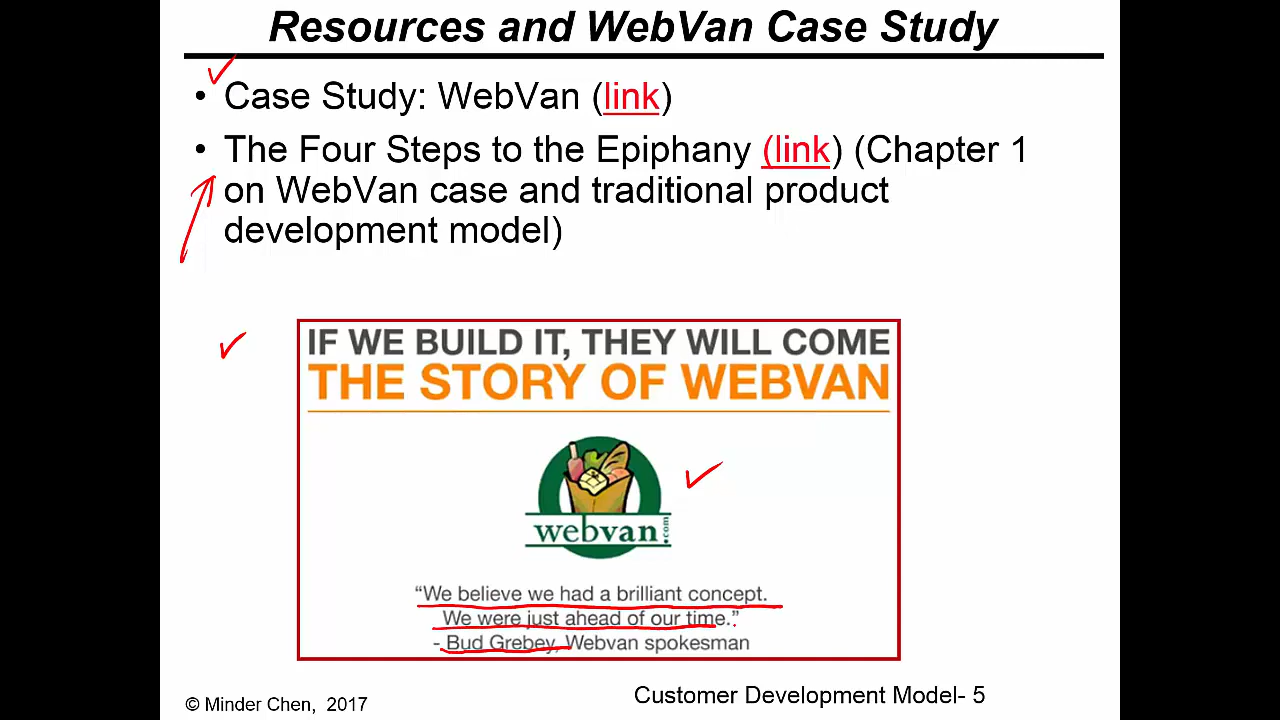 Resources and WebVan Case Study
• Case Study: WebVan (link)
• The Four Steps to the Epiphany (link) (Chapter 1
on WebVan case and traditional product
development model)
IF WE BUILD IT, THEY WILL COME
THE STORY OF WEBVAN
webvan.com
“We believe we had a brilliant concept.
We were just ahead of our time.”
- Bud Grebey, Webvan spokesman
© Minder Chen, 2017
Customer Development Model- 5